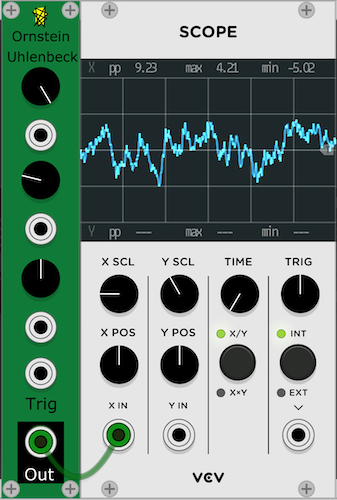 Ornstein
Uhlenbeck
Trig
Out
SCOPE
X pp 9.23 max 4.21 min -5.02
T
Y pp --- max --- min ---
X SCL Y SCL TIME TRIG
X POS Y POS X/Y INT
X×Y EXT
X IN Y IN
VCV